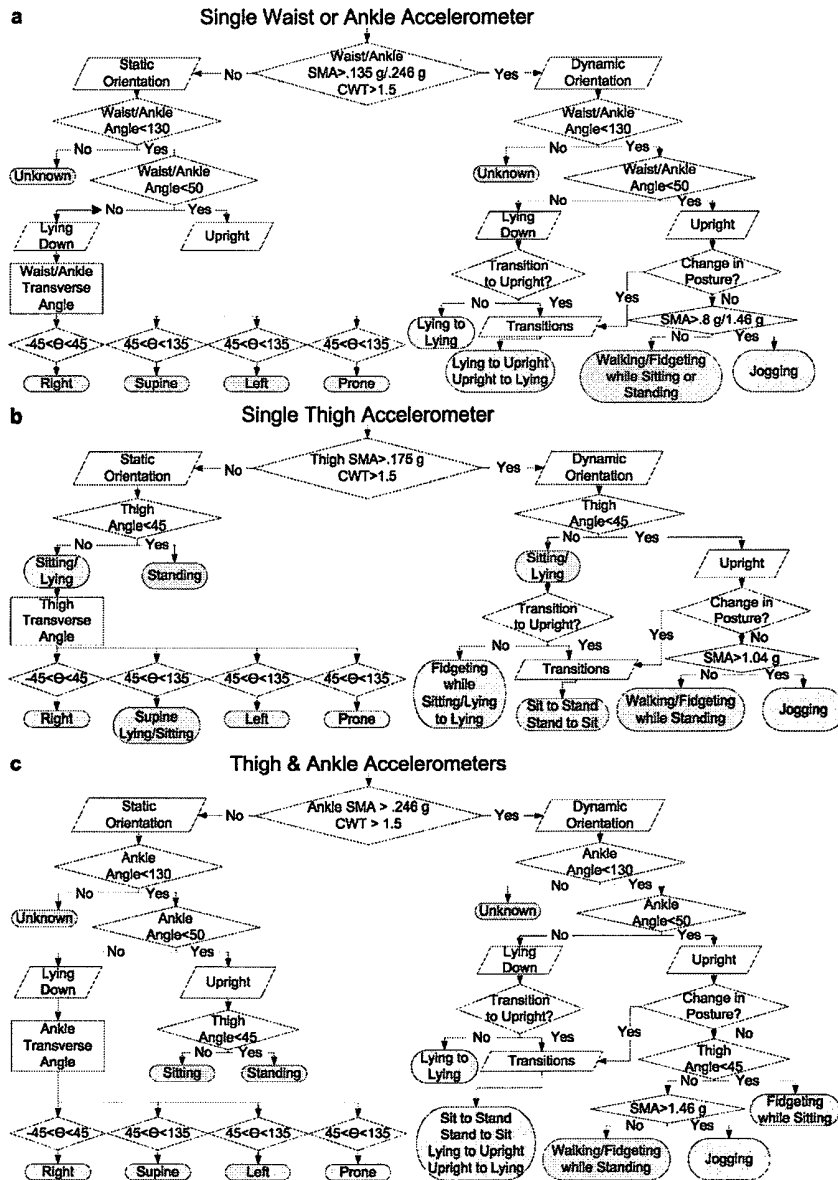 a
Single Waist or Ankle Accelerometer
Static
Orientation
No
Waist/Ankle
SMA>.135 g/.246 g
CWT>1.5
Yes
Dynamic
Orientation
Waist/Ankle
Angle<130
No
Yes
Unknown
Waist/Ankle
Angle<50
No
Yes
Lying
Down
Upright
Waist/Ankle
Transverse
Angle
-45<Θ<45
45<Θ<135
45<Θ<135
45<Θ<135
Right
Supine
Left
Prone
Waist/Ankle
Angle<130
No
Yes
Unknown
Waist/Ankle
Angle<50
No
Yes
Lying
Down
Upright
Transition
to Upright?
Change in
Posture?
No
Yes
Yes
No
Lying to
Lying
Transitions
SMA>.8 g/1.46 g
No
Yes
Lying to Upright
Upright to Lying
Walking/Fidgeting
while Sitting or
Standing
Jogging
b
Single Thigh Accelerometer
Static
Orientation
No
Thigh SMA>.175 g
CWT>1.5
Yes
Dynamic
Orientation
Thigh
Angle<45
No
Yes
Sitting/
Lying
Standing
Thigh
Transverse
Angle
-45<Θ<45
45<Θ<135
45<Θ<135
45<Θ<135
Right
Supine
Lying/Sitting
Left
Prone
Thigh
Angle<45
No
Yes
Sitting/
Lying
Upright
Transition
to Upright?
Change in
Posture?
No
Yes
Yes
No
Fidgeting
while
Sitting/Lying
to Lying
Transitions
SMA>1.04 g
No
Yes
Sit to Stand
Stand to Sit
Walking/Fidgeting
while Standing
Jogging
c
Thigh & Ankle Accelerometers
Static
Orientation
No
Ankle SMA > .246 g
CWT > 1.5
Yes
Dynamic
Orientation
Ankle
Angle<130
No
Yes
Unknown
Ankle
Angle<50
No
Yes
Lying
Down
Upright
Ankle
Transverse
Angle
Thigh
Angle<45
No
Yes
Sitting
Standing
-45<Θ<45
45<Θ<135
45<Θ<135
45<Θ<135
Right
Supine
Left
Prone
Ankle
Angle<130
No
Yes
Unknown
Ankle
Angle<50
No
Yes
Lying
Down
Upright
Transition
to Upright?
Change in
Posture?
No
Yes
Yes
No
Lying to
Lying
Transitions
Thigh
Angle<45
No
Yes
SMA>1.46 g
Fidgeting
while Sitting
No
Yes
Sit to Stand
Stand to Sit
Lying to Upright
Upright to Lying
Walking/Fidgeting
while Standing
Jogging